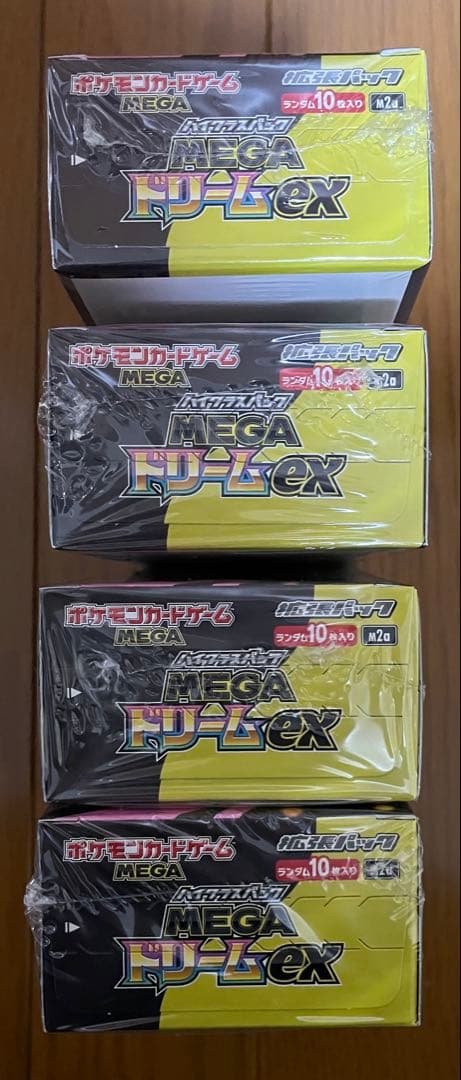 ポケモンカードゲーム 拡張パック
MEGA ランダム10枚入り M2a
ハイクラスパック
MEGA
ドリームex
ポケモンカードゲーム 拡張パック
MEGA ランダム10枚入り 2a
ハイクラスパック
MEGA
ドリームex
ポケモンカードゲーム 拡張パック
MEGA ランダム10枚入り M2a
ハイクラスパック
MEGA
ドリームex
ポケモンカードゲーム 拡張パック
MEGA ランダム10枚入り
ハイクラスパック
MEGA
ドリームex